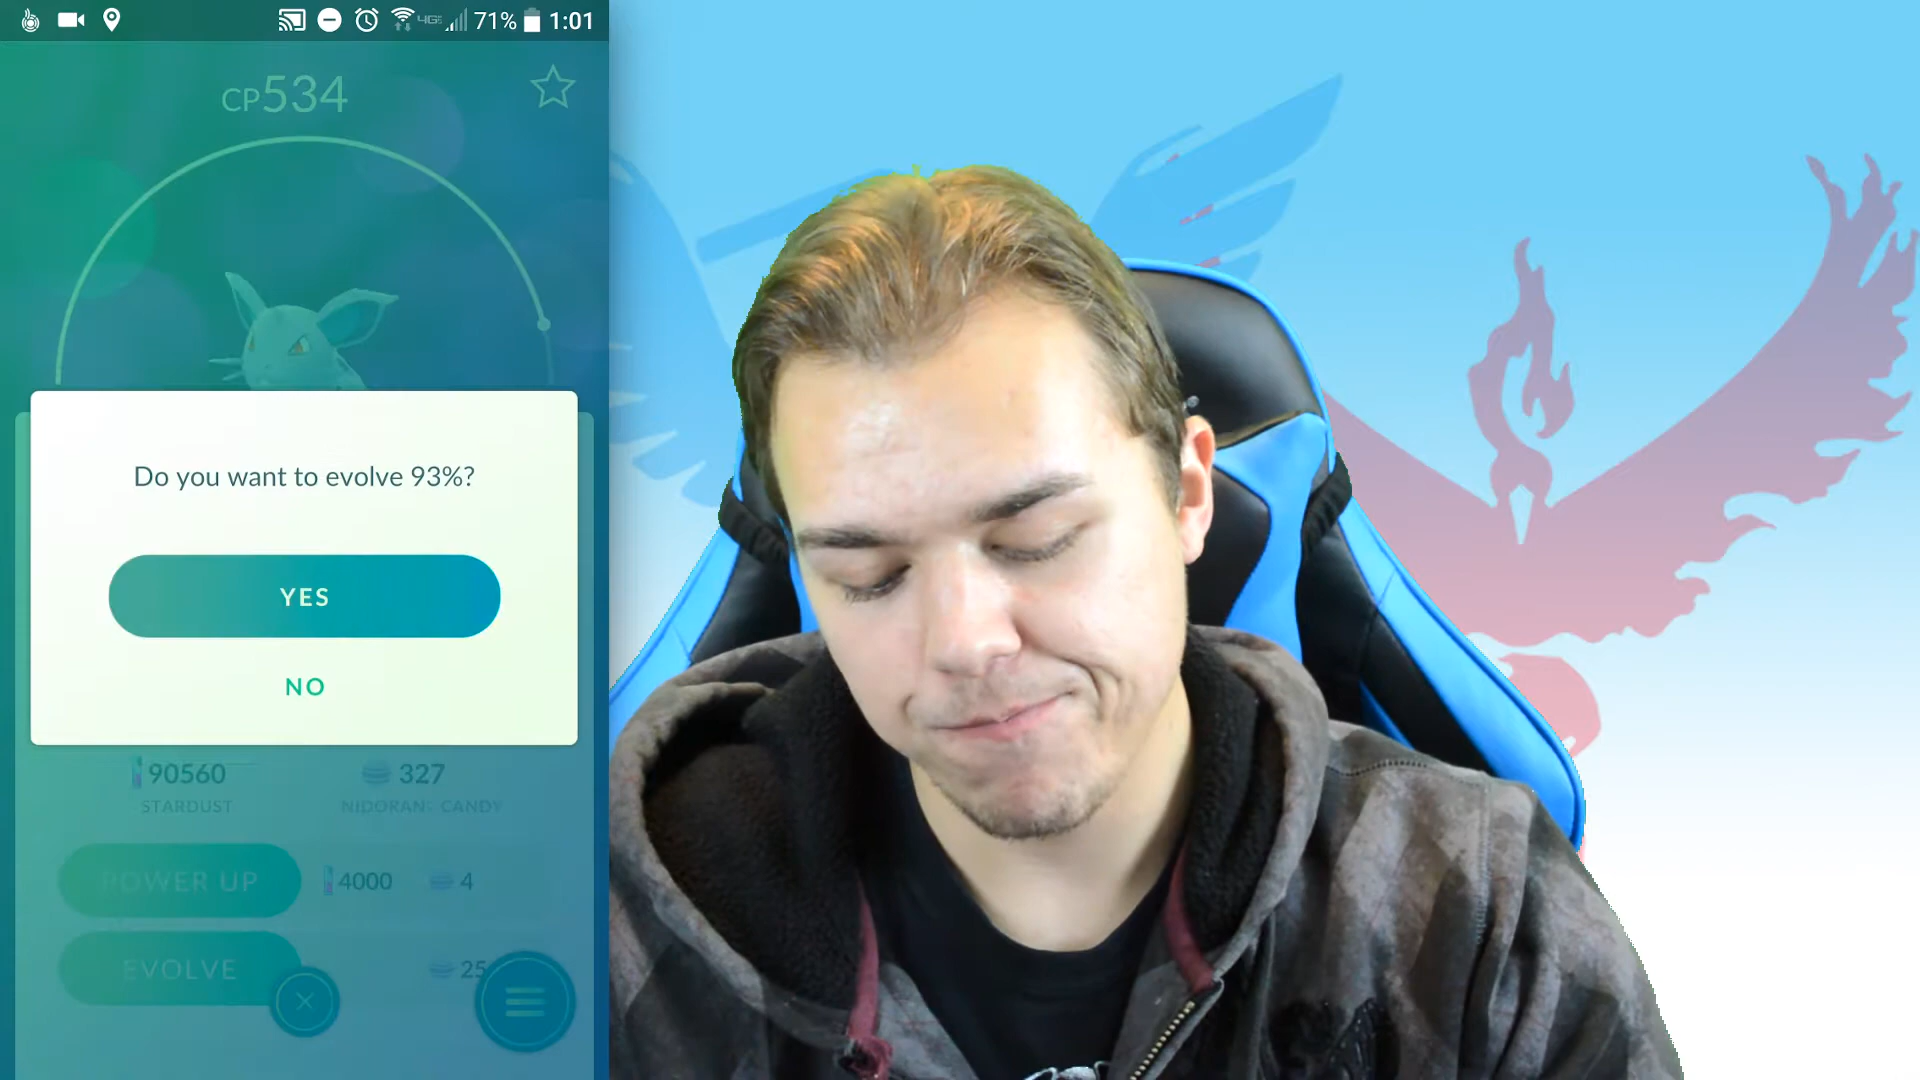 4G
71%
1:01
CP534
Do you want to evolve 93%?
YES
NO
90560
327
STARDUST
NIDORAN♀ CANDY
POWER UP
4000
4
EVOLVE
25